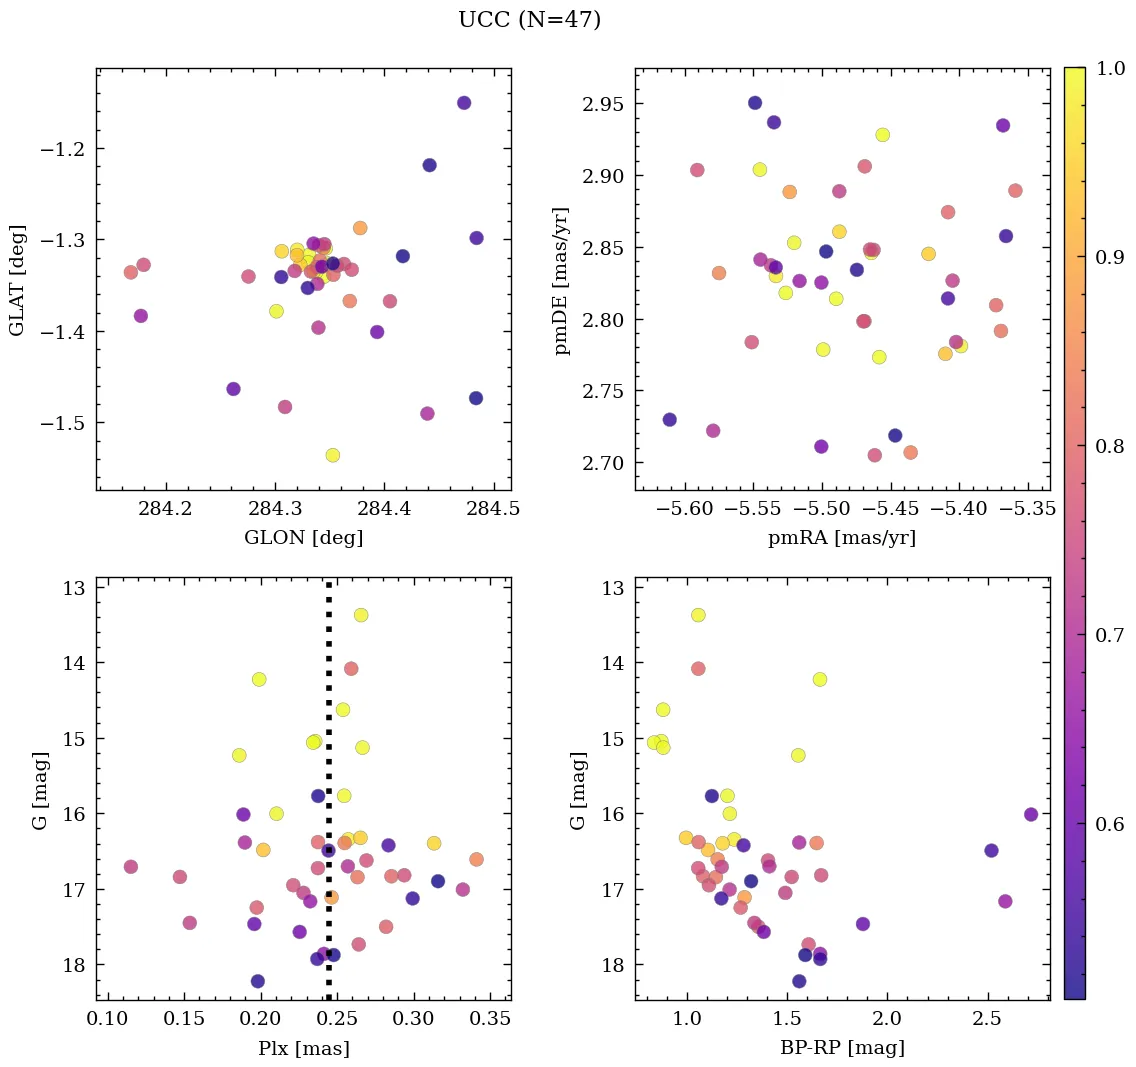 UCC (N=47)
−1.2
−1.3
−1.4
−1.5
GLAT [deg]
284.2 284.3 284.4 284.5
GLON [deg]
2.95
2.90
2.85
2.80
2.75
2.70
pmDE [mas/yr]
−5.60 −5.55 −5.50 −5.45 −5.40 −5.35
pmRA [mas/yr]
1.0
0.9
0.8
0.7
0.6
13
14
15
16
17
18
G [mag]
0.10 0.15 0.20 0.25 0.30 0.35
Plx [mas]
13
14
15
16
17
18
G [mag]
1.0 1.5 2.0 2.5
BP-RP [mag]